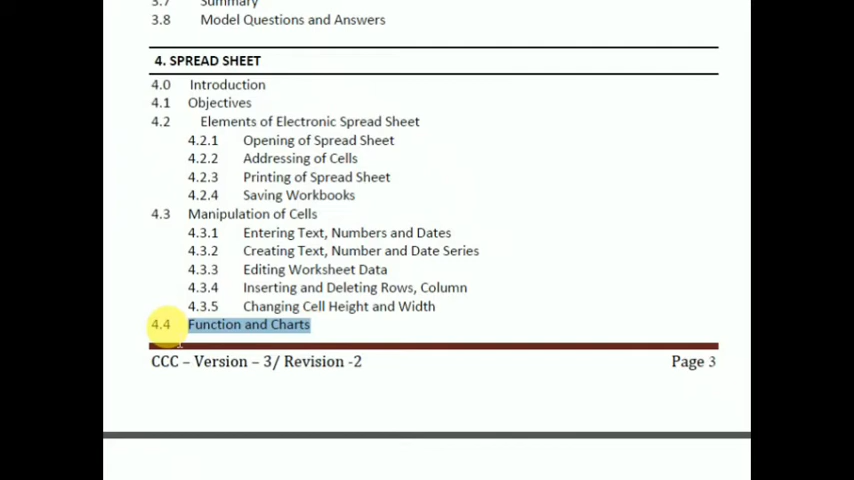 3.7 Summary
3.8 Model Questions and Answers
4. SPREAD SHEET
4.0 Introduction
4.1 Objectives
4.2 Elements of Electronic Spread Sheet
4.2.1 Opening of Spread Sheet
4.2.2 Addressing of Cells
4.2.3 Printing of Spread Sheet
4.2.4 Saving Workbooks
4.3 Manipulation of Cells
4.3.1 Entering Text, Numbers and Dates
4.3.2 Creating Text, Number and Date Series
4.3.3 Editing Worksheet Data
4.3.4 Inserting and Deleting Rows, Column
4.3.5 Changing Cell Height and Width
4.4 Function and Charts
CCC – Version – 3/ Revision -2 Page 3